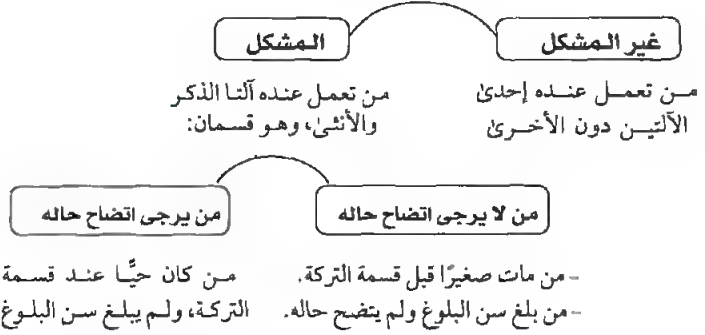 غير المشكل
المشكل
من تعمل عنده إحدىٰ
الآلتين دون الأخرىٰ
من تعمل عنده آلتا الذكر
والأنثىٰ، وهو قسمان:
من لا يرجى اتضاح حاله
من يرجى اتضاح حاله
- من مات صغيرًا قبل قسمة التركة.
- من بلغ سن البلوغ ولم يتضح حاله.
من كان حيًّا عند قسمة
التركة، ولم يبلغ سن البلوغ